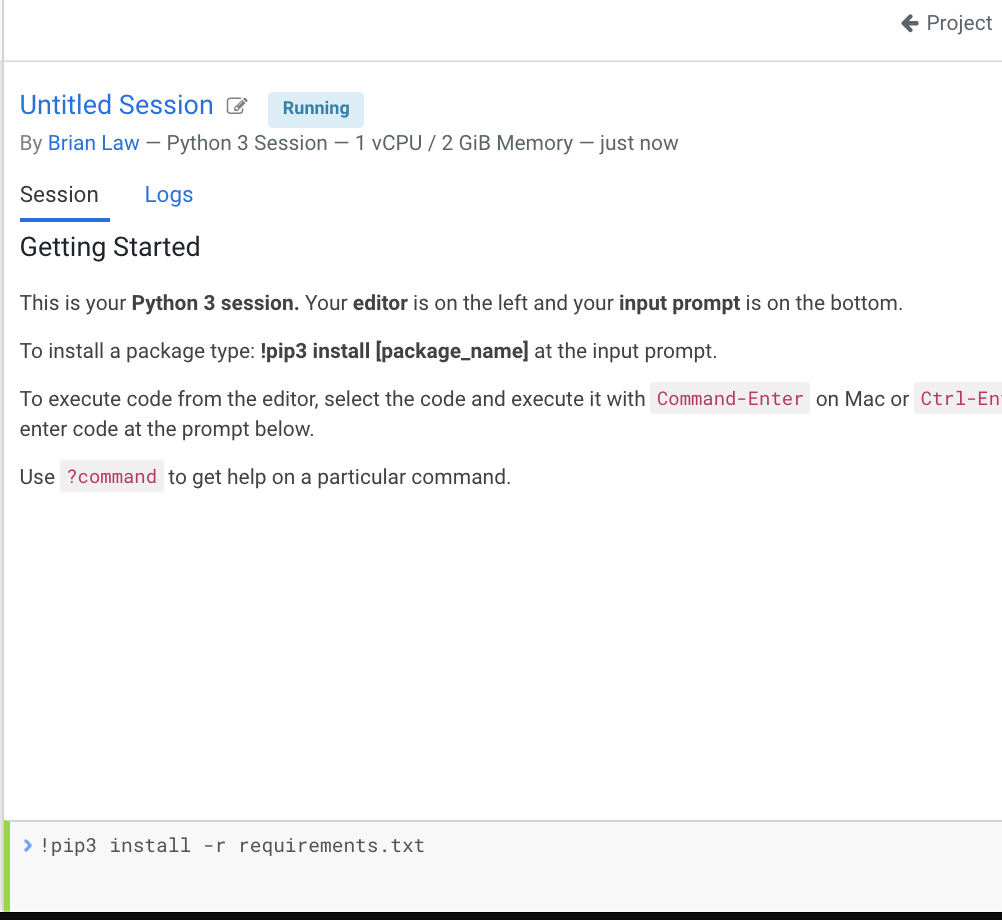 Project
Untitled Session Running
By Brian Law — Python 3 Session — 1 vCPU / 2 GiB Memory — just now
Session Logs
Getting Started
This is your Python 3 session. Your editor is on the left and your input prompt is on the bottom.
To install a package type: !pip3 install [package_name] at the input prompt.
To execute code from the editor, select the code and execute it with Command-Enter on Mac or Ctrl-En
enter code at the prompt below.
Use ?command to get help on a particular command.
!pip3 install -r requirements.txt